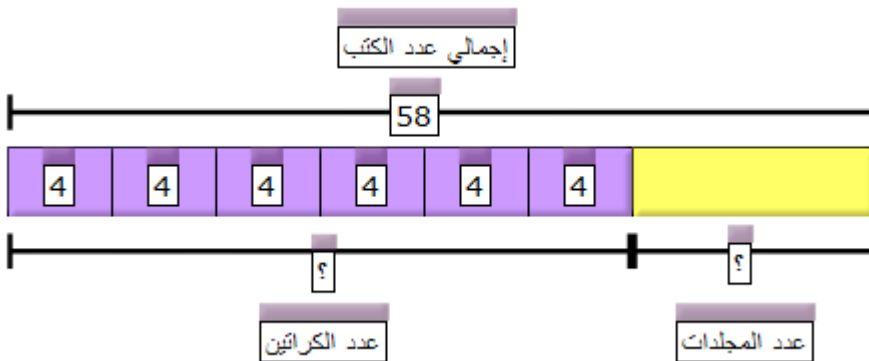 إجمالي عدد الكتب
58
4 4 4 4 4 4
؟ ؟
عدد الكراتين عدد المجلدات